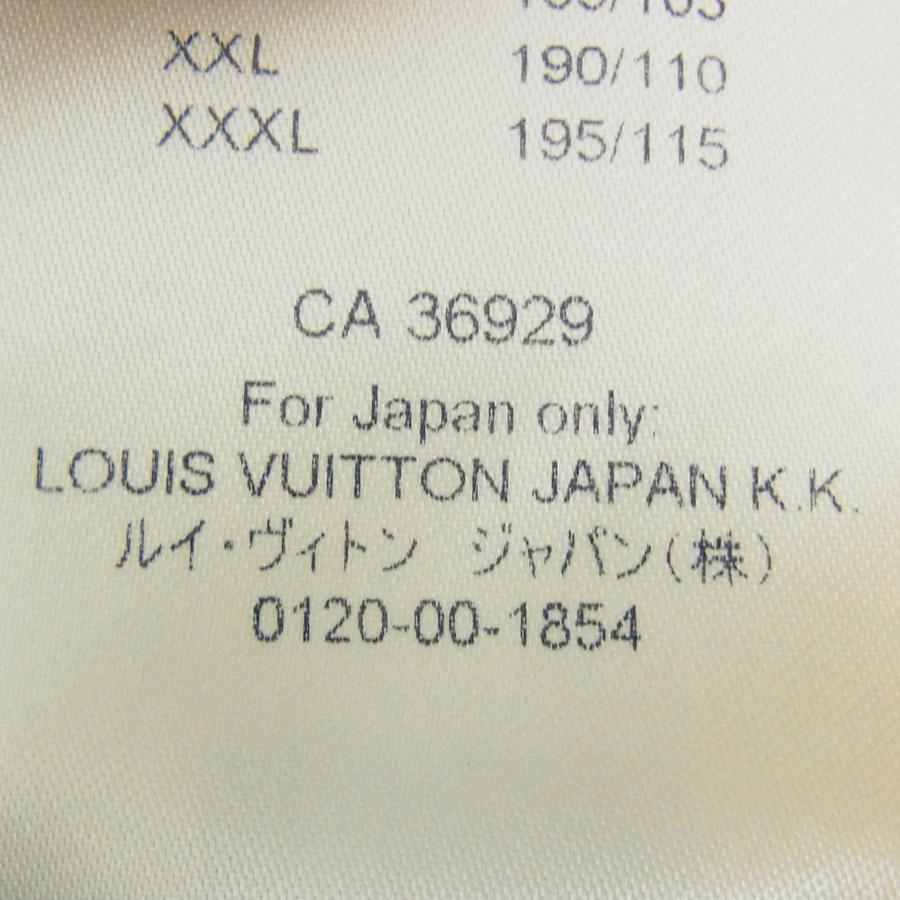 XXL 190/110
XXXL 195/115
CA 36929
For Japan only:
LOUIS VUITTON JAPAN K.K.
ルイ・ヴィトン　ジャパン(株)
0120-00-1854